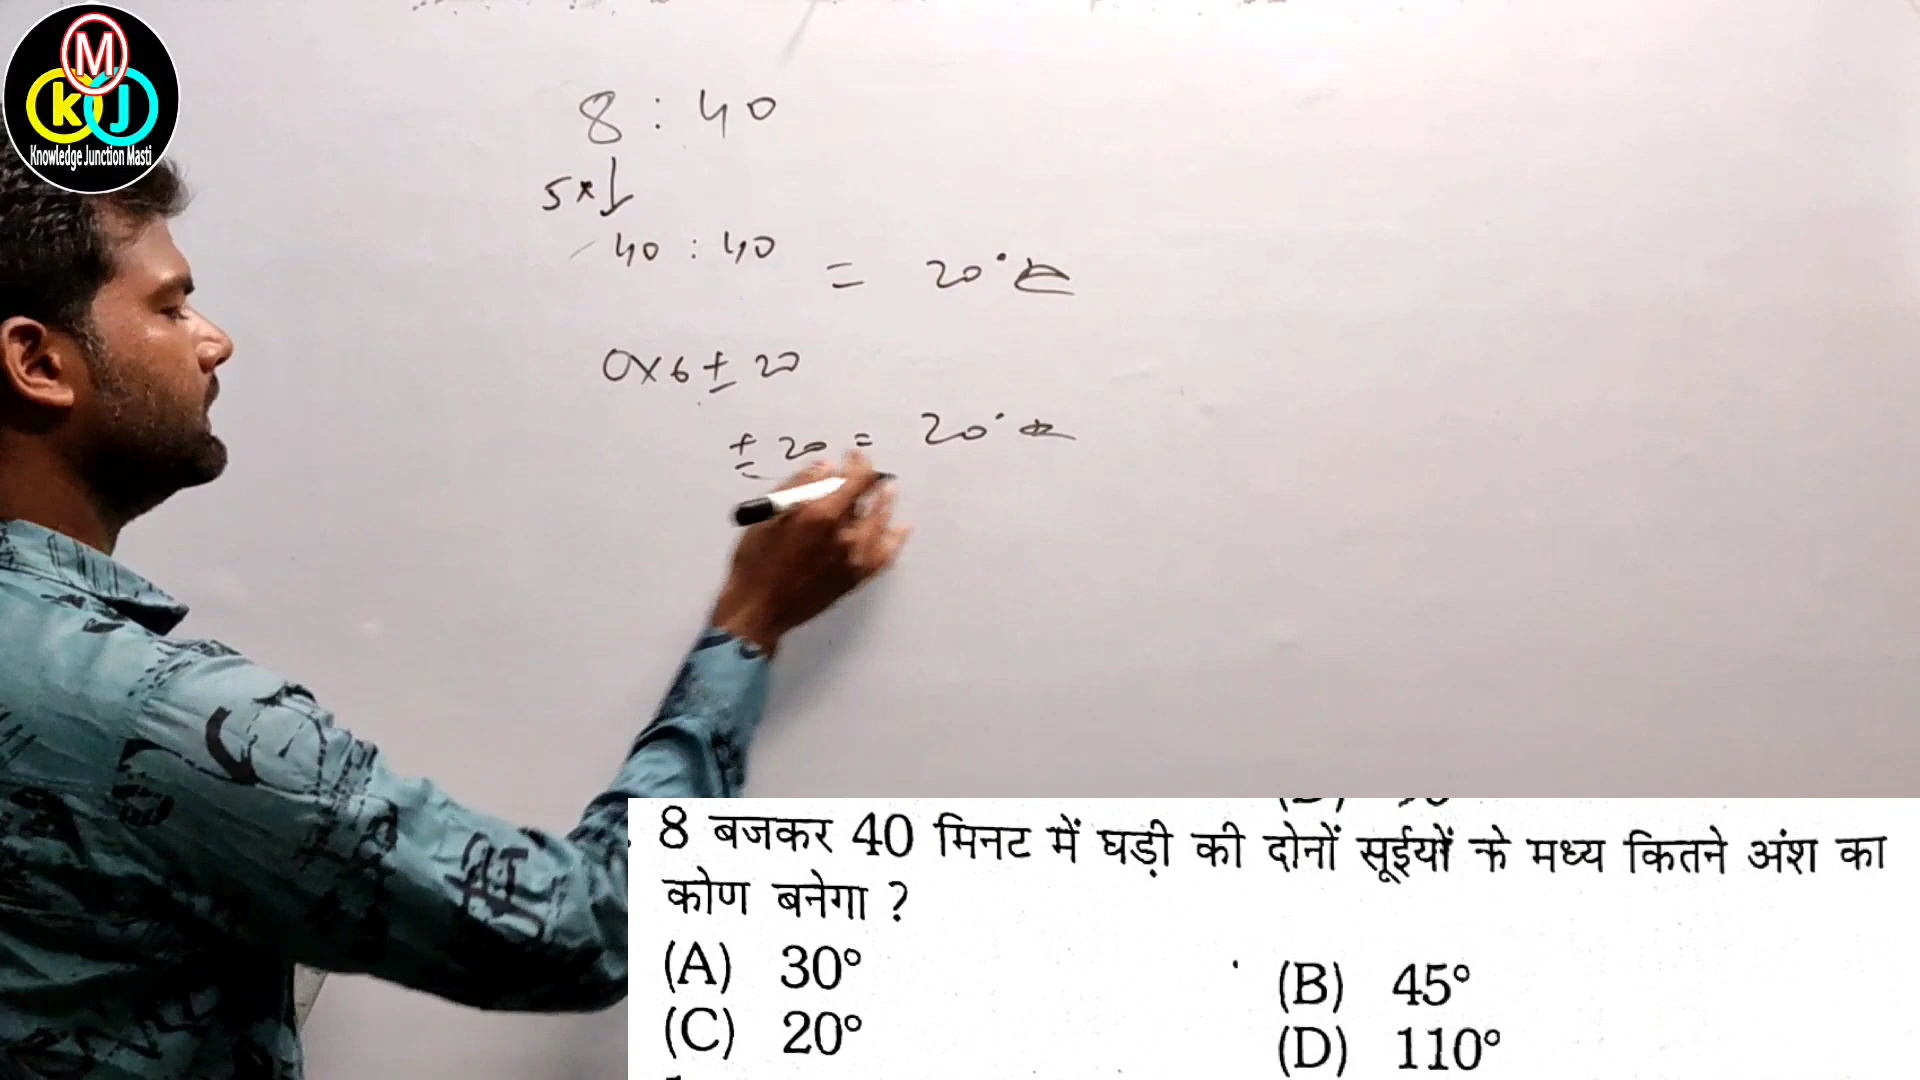 M
KJ
Knowledge Junction Masti
8 : 40
5 ×
40 : 40
= 20°
0 × 6 ± 20
± 20 = 20°
8 बजकर 40 मिनट में घड़ी की दोनों सूईयों के मध्य कितने अंश का
कोण बनेगा ?
(A) 30° (B) 45°
(C) 20° (D) 110°